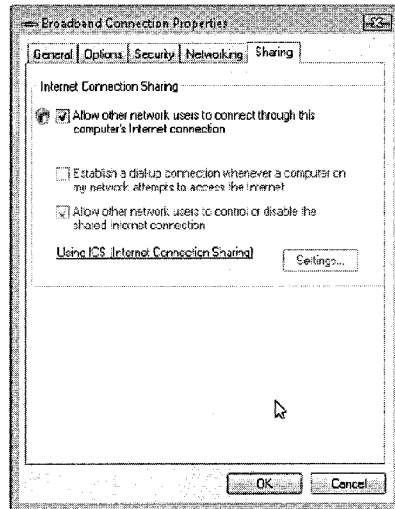 Broadband Connection Properties
General Options Security Networking Sharing
Internet Connection Sharing
Allow other network users to connect through this
computer's Internet connection
Establish a dial-up connection whenever a computer on
my network attempts to access the Internet
Allow other network users to control or disable the
shared Internet connection
Using ICS (Internet Connection Sharing)
Settings...
OK Cancel